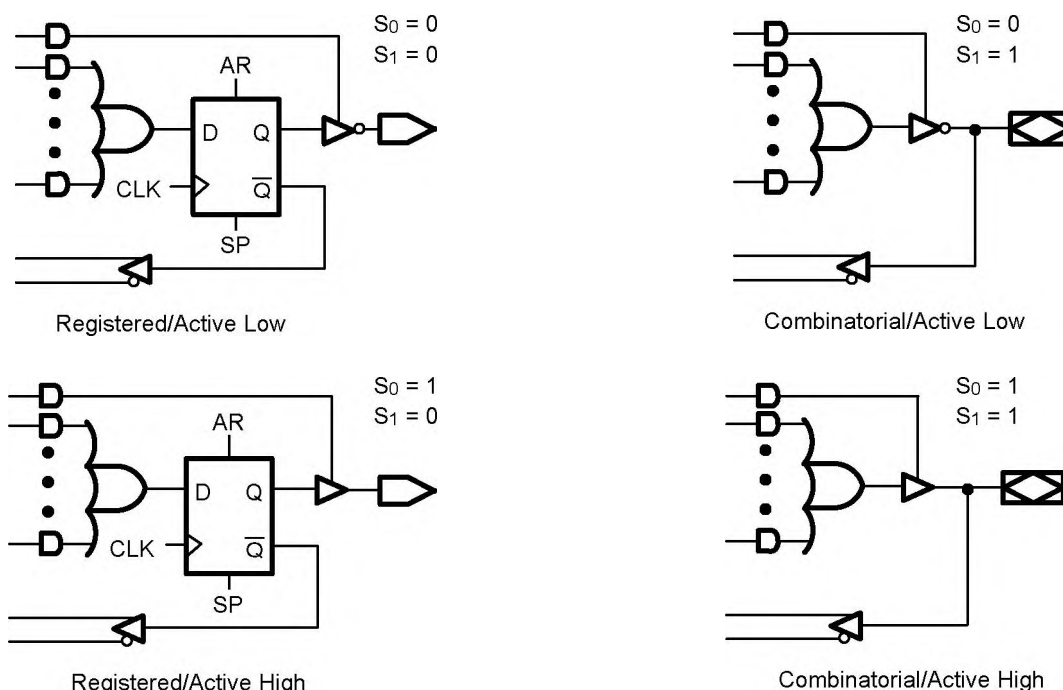 S0 = 0
S1 = 0
AR
D Q
CLK Q̅
SP
Registered/Active Low
S0 = 0
S1 = 1
Combinatorial/Active Low
S0 = 1
S1 = 0
AR
D Q
CLK Q̅
SP
Registered/Active High
S0 = 1
S1 = 1
Combinatorial/Active High